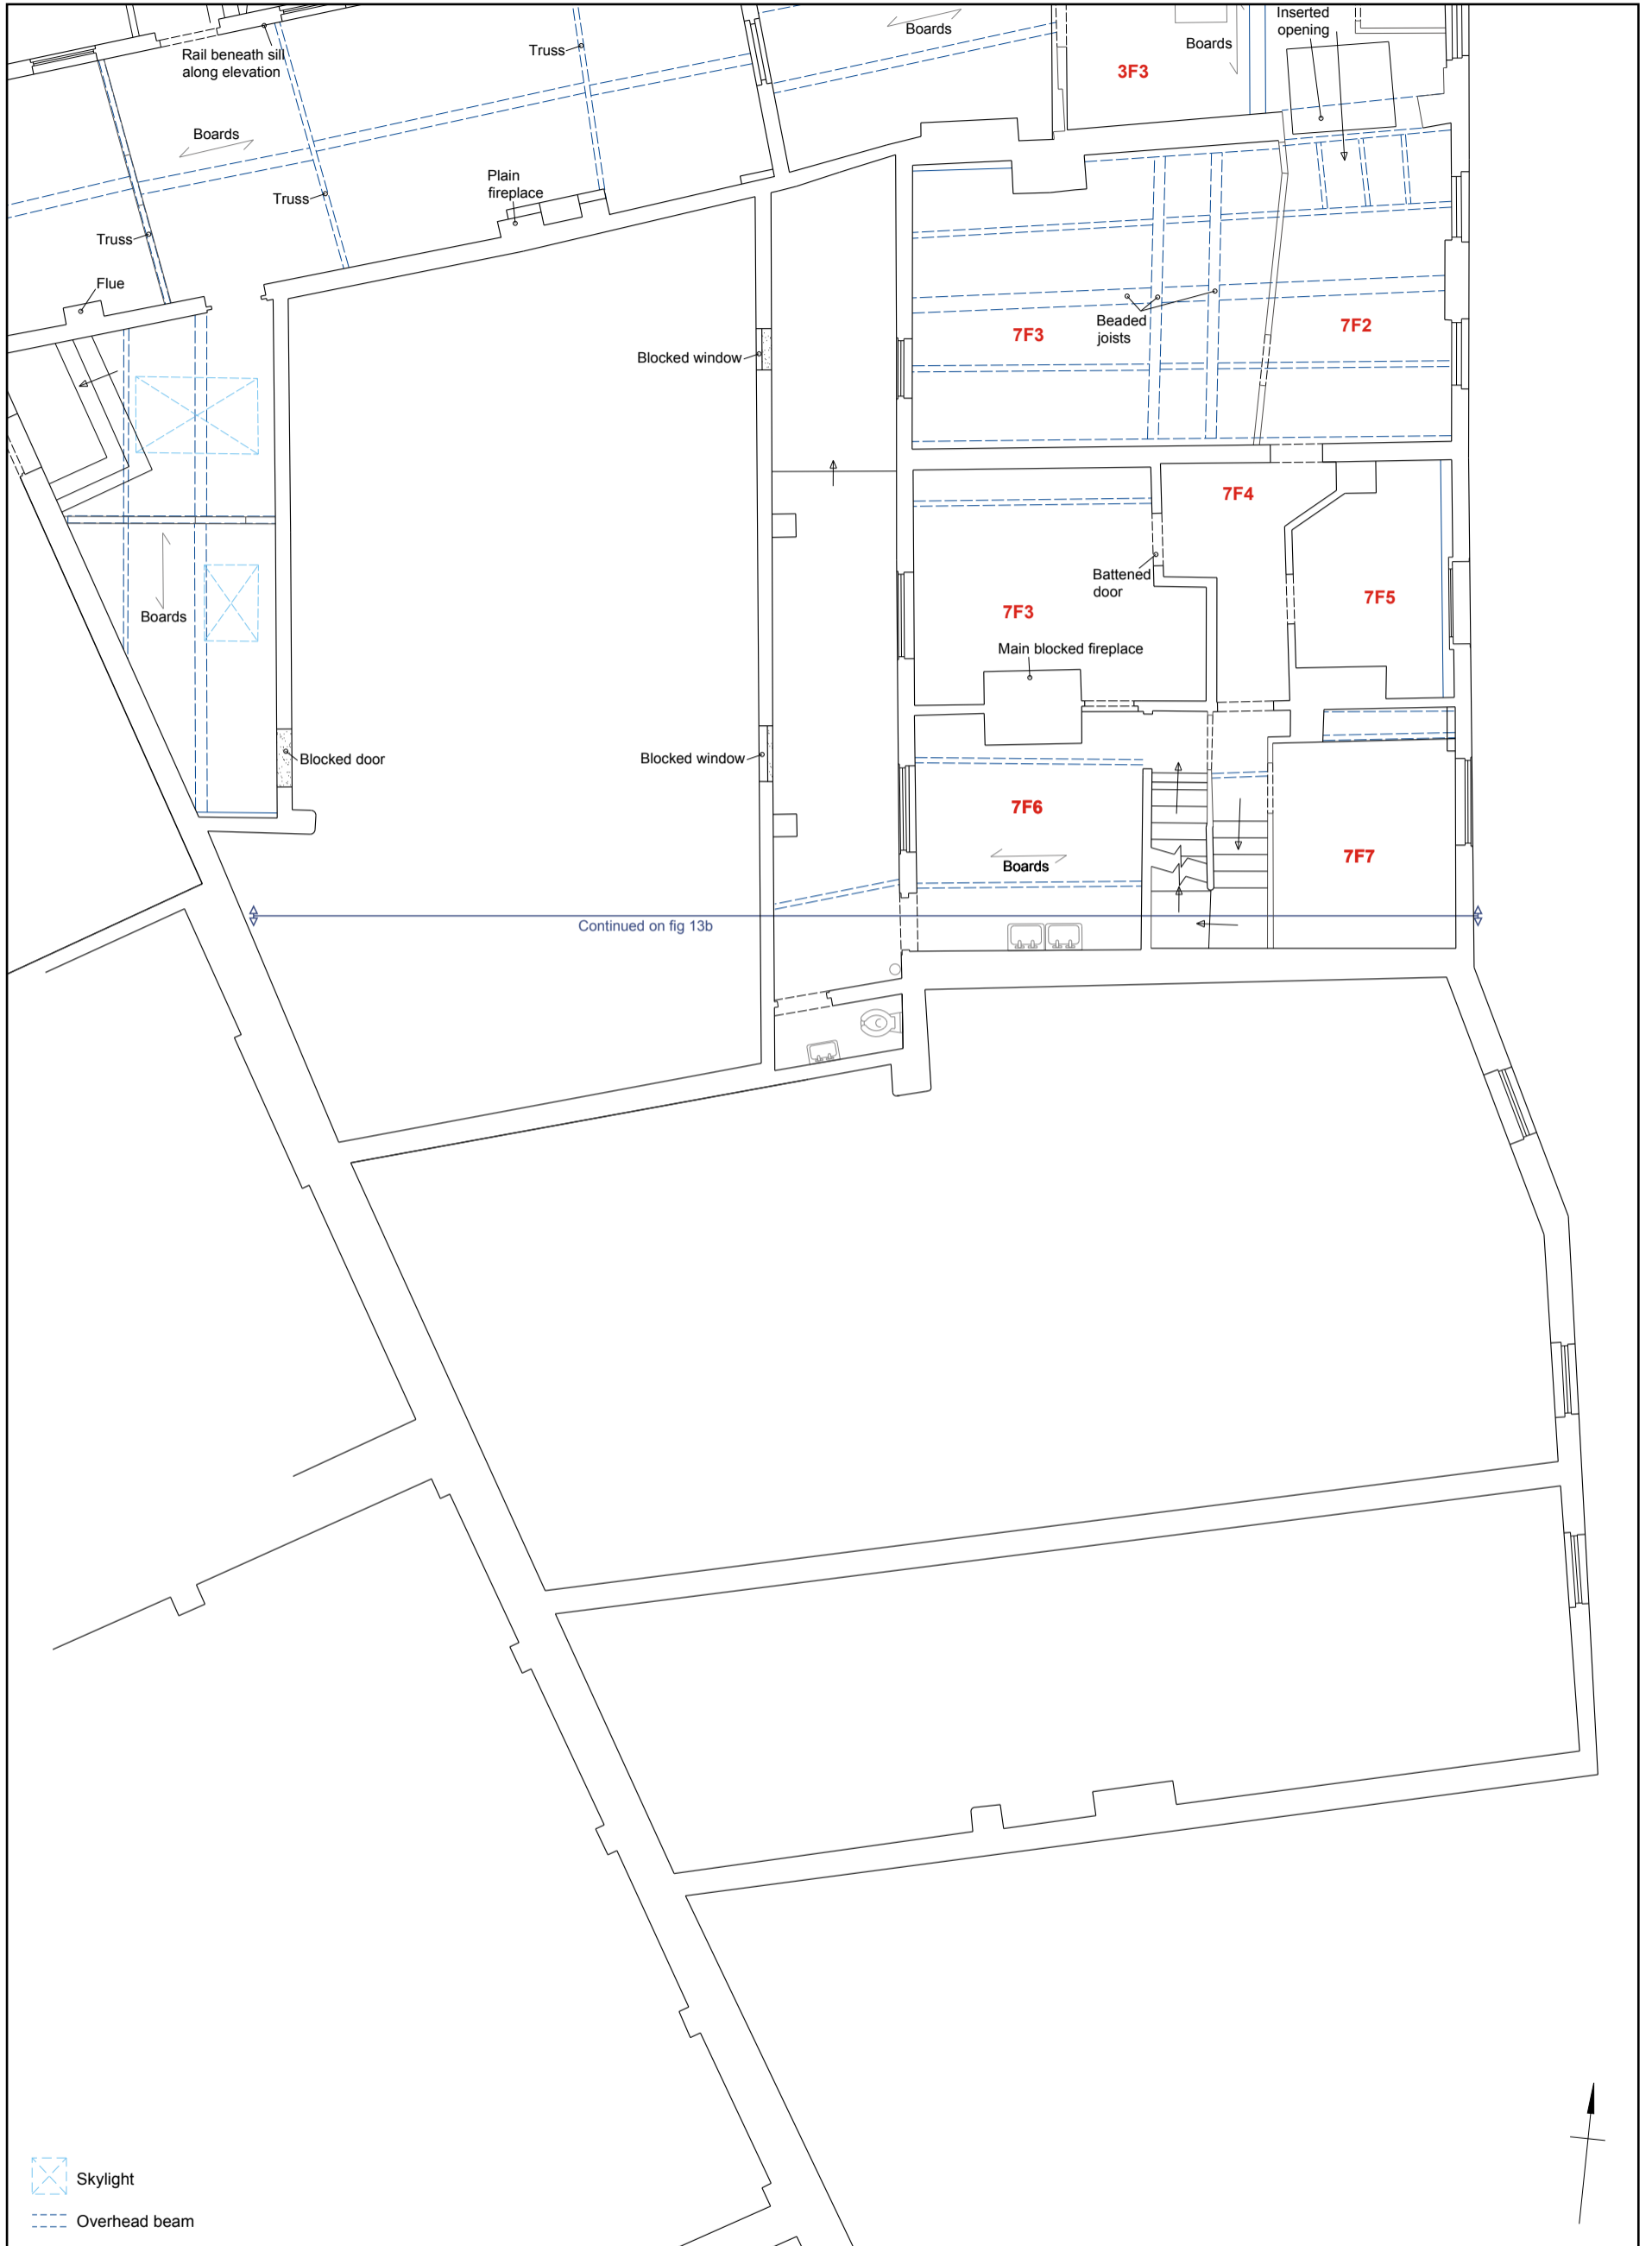 Inserted
opening
Boards
Boards
Truss
Rail beneath sill
along elevation
3F3
Boards
Plain
fireplace
Truss
Truss
Flue
Beaded
joists
7F3
7F2
Blocked window
7F4
Battened
door
7F5
7F3
Boards
Main blocked fireplace
Blocked door
Blocked window
7F6
7F7
Boards
Continued on fig 13b
Skylight
Overhead beam